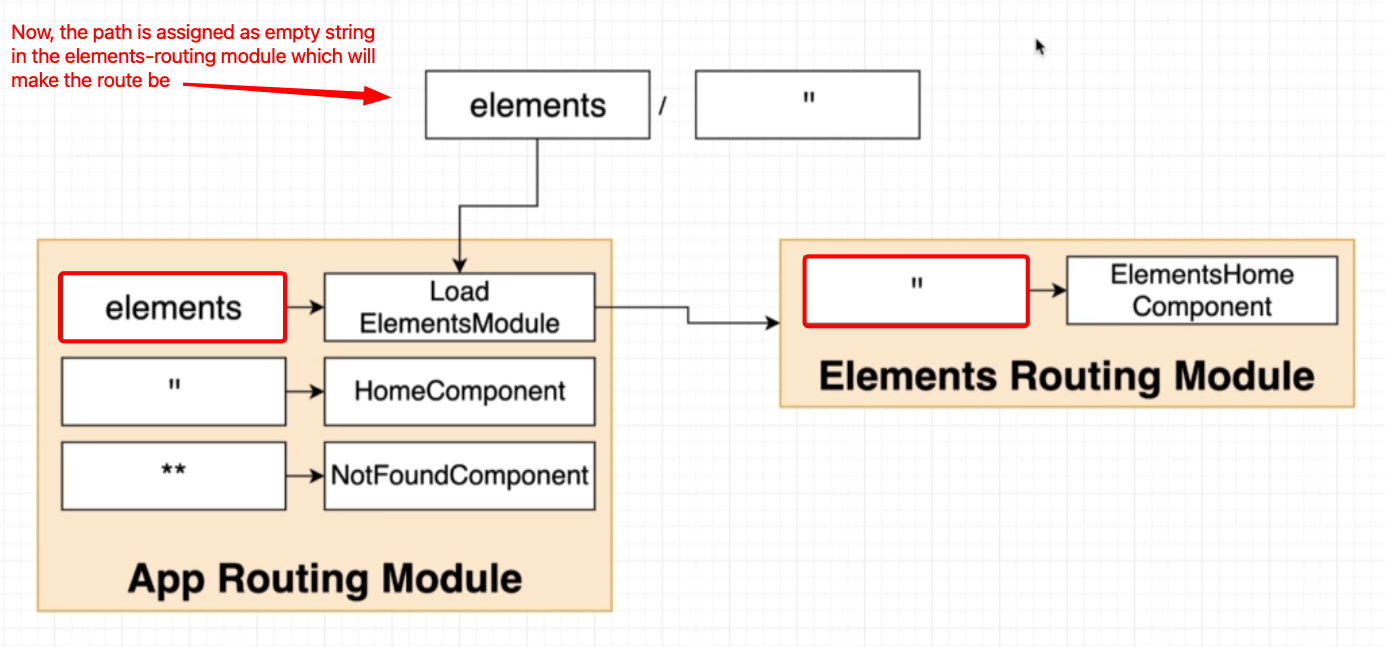 Now, the path is assigned as empty string
in the elements-routing module which will
make the route be
elements / "
elements
Load
ElementsModule
"
HomeComponent
**
NotFoundComponent
App Routing Module
"
ElementsHome
Component
Elements Routing Module